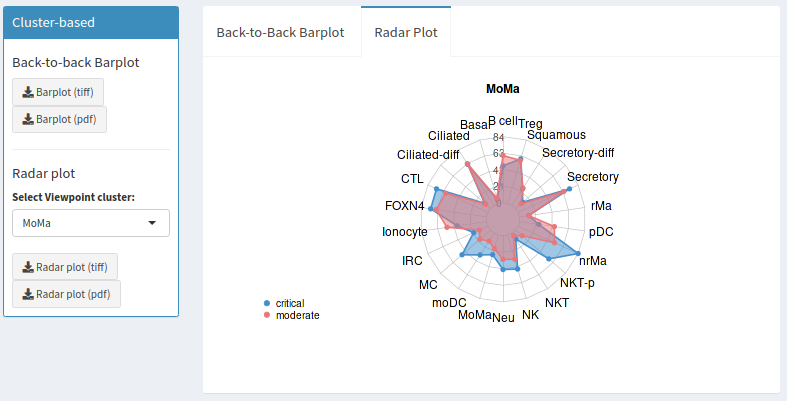 Cluster-based
Back-to-back Barplot
Barplot (tiff)
Barplot (pdf)
Radar plot
Select Viewpoint cluster:
MoMa
Radar plot (tiff)
Radar plot (pdf)
Back-to-Back Barplot
Radar Plot
MoMa
B cell
Treg
Squamous
Secretory-diff
Secretory
rMa
pDC
nrMa
NKT-p
NKT
NK
Neu
MoMa
moDC
MC
IRC
Ionocyte
FOXN4
CTL
Ciliated-diff
Ciliated
Basal
84
63
0
critical
moderate